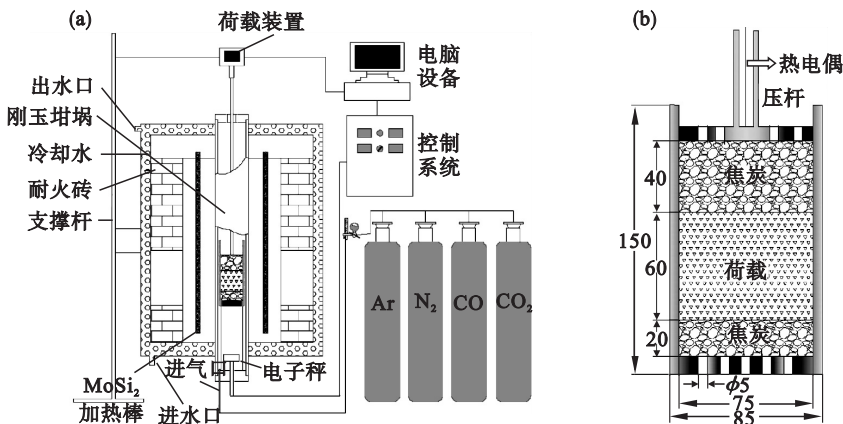 (a)
荷载装置
电脑
设备
出水口
刚玉坩埚
冷却水
耐火砖
支撑杆
控制
系统
Ar
N₂
CO
CO₂
进气口
电子秤
MoSi₂
加热棒
进水口
(b)
热电偶
压杆
焦炭
荷载
焦炭
40
150
60
20
ϕ5
75
85